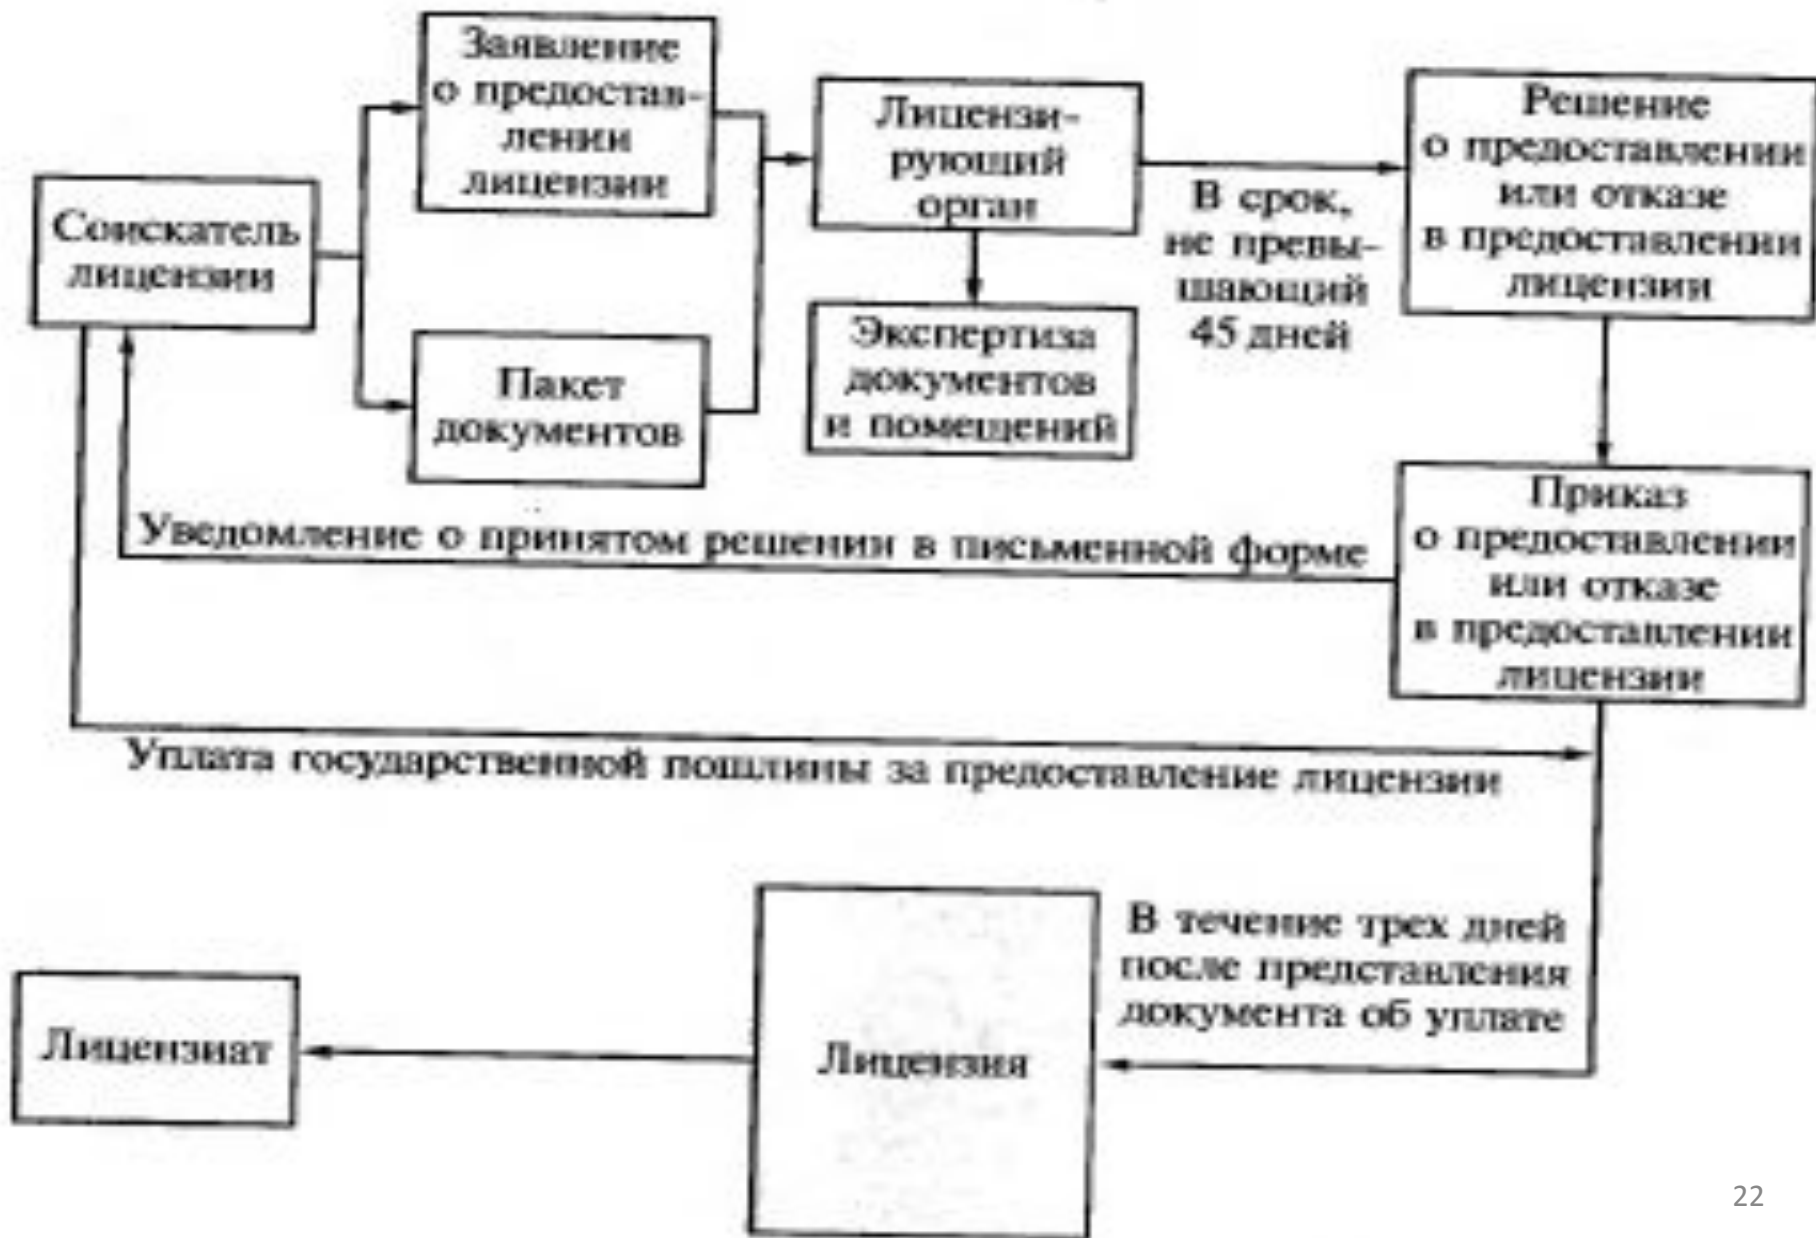 Заявление
о предостав-
лении
лицензии
Соискатель
лицензии
Пакет
документов
Лицензи-
рующий
орган
Экспертиза
документов
и помещений
В срок,
не превы-
шающий
45 дней
Решение
о предоставлении
или отказе
в предоставлении
лицензии
Приказ
о предоставлении
или отказе
в предоставлении
лицензии
Уведомление о принятом решении в письменной форме
Уплата государственной пошлины за предоставление лицензии
В течение трех дней
после представления
документа об уплате
Лицензия
Лицензиат
22